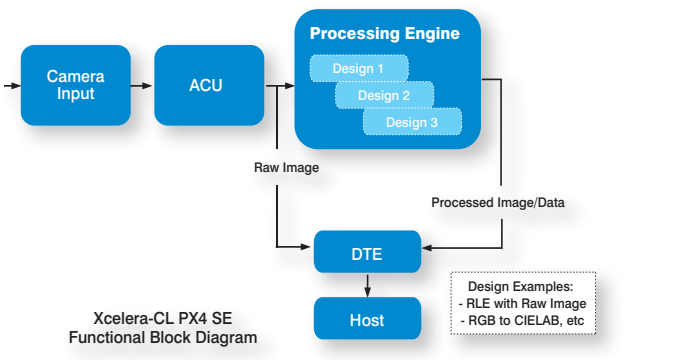 Processing Engine
Camera
Input
ACU
Design 1
Design 2
Design 3
Raw Image
Processed Image/Data
DTE
Host
Design Examples:
- RLE with Raw Image
- RGB to CIELAB, etc
Xcelera-CL PX4 SE
Functional Block Diagram